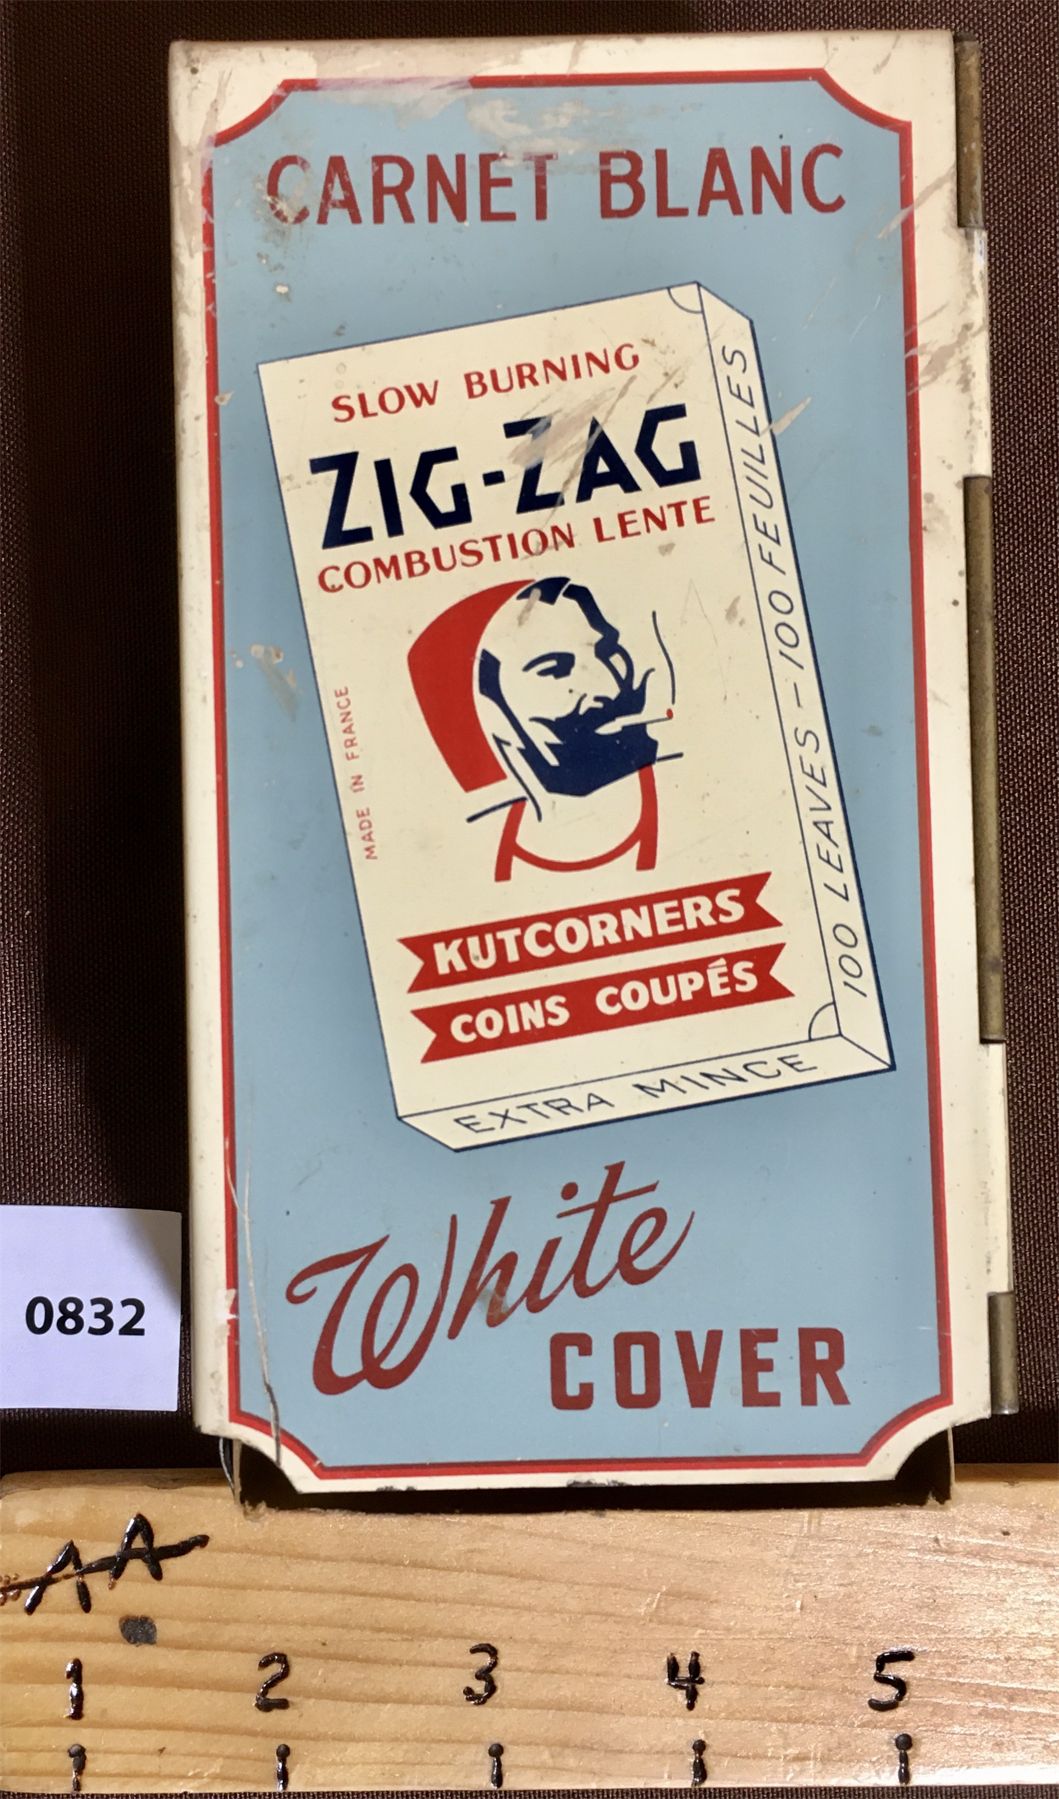 CARNET BLANC
SLOW BURNING
ZIG-ZAG
COMBUSTION LENTE
MADE IN FRANCE
100 LEAVES - 100 FEUILLES
KUTCORNERS
COINS COUPÉS
EXTRA MINCE
White
COVER
0832
AA
1 2 3 4 5